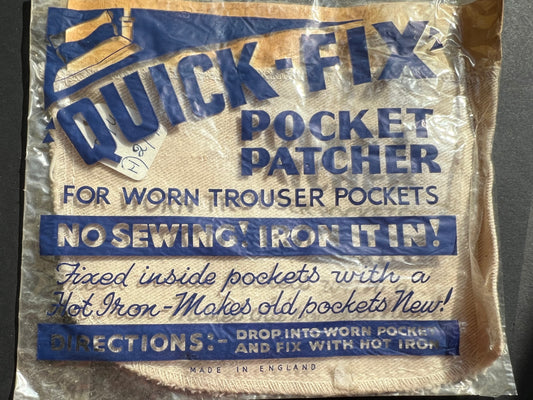 QUICK-FIX
POCKET
PATCHER
FOR WORN TROUSER POCKETS
NO SEWING! IRON IT IN!
Fixed inside pockets with a
Hot Iron-Makes old pockets New!
DIRECTIONS:- DROP INTO WORN POCKET
AND FIX WITH HOT IRON
MADE IN ENGLAND